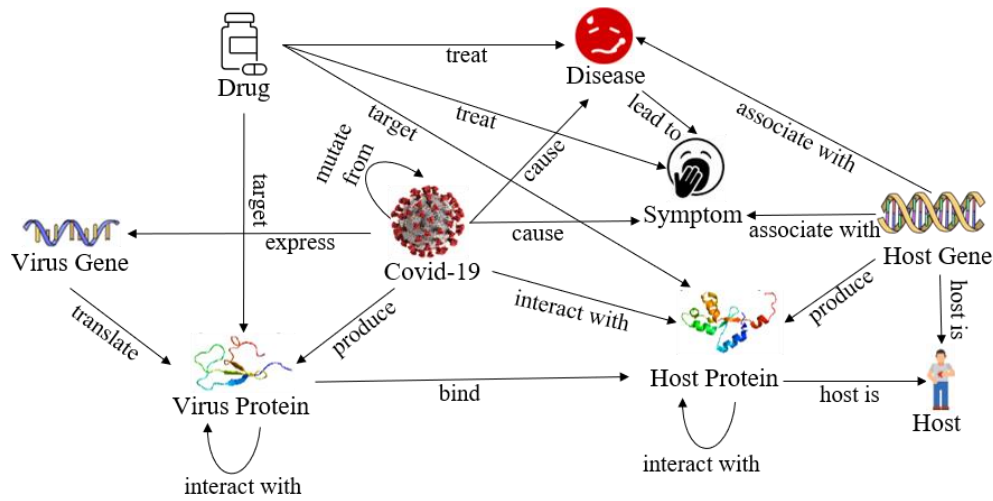 Drug
treat
Disease
target
treat
lead to
associate with
mutate
from
cause
target
Symptom
cause
associate with
Virus Gene
express
Covid-19
Host Gene
translate
produce
interact with
produce
host is
Virus Protein
bind
Host Protein
host is
Host
interact with
interact with